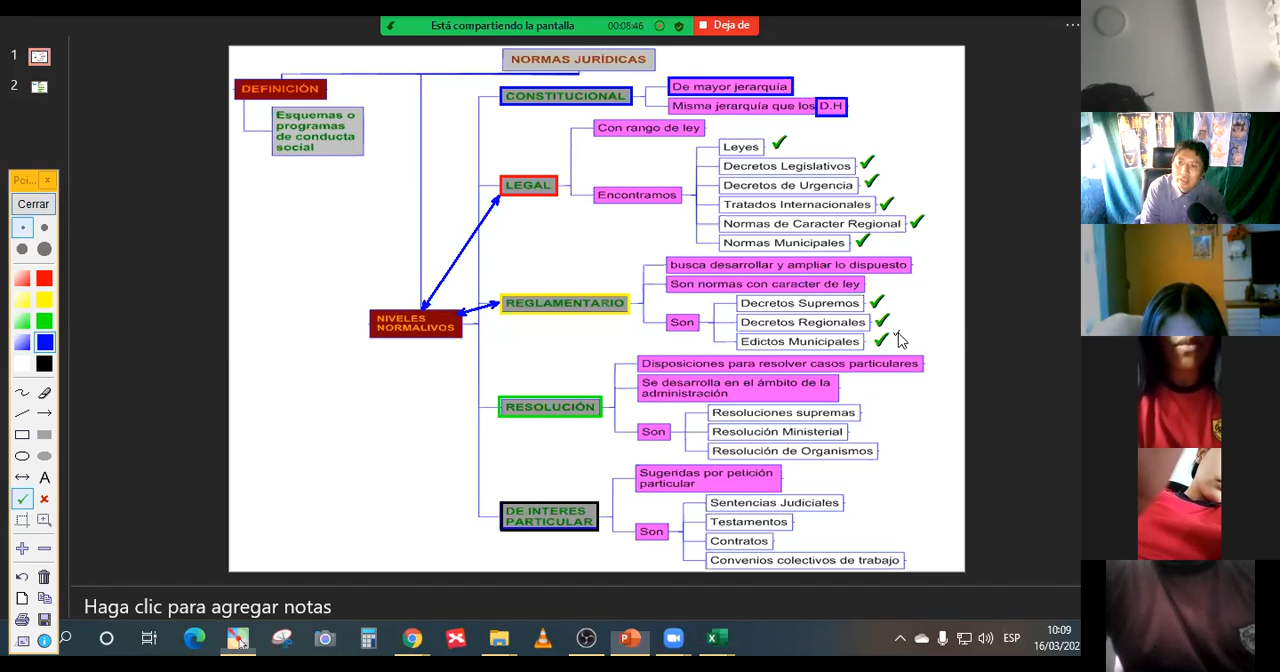 Está compartiendo la pantalla
00:08:46
Deja de
1
2
NORMAS JURÍDICAS
DEFINICIÓN
Esquemas o
programas
de conducta
social
NIVELES
NORMALIVOS
CONSTITUCIONAL
De mayor jerarquía
Misma jerarquía que los D.H
LEGAL
Con rango de ley
Encontramos
Leyes
Decretos Legislativos
Decretos de Urgencia
Tratados Internacionales
Normas de Caracter Regional
Normas Municipales
REGLAMENTARIO
busca desarrollar y ampliar lo dispuesto
Son normas con caracter de ley
Son
Decretos Supremos
Decretos Regionales
Edictos Municipales
RESOLUCIÓN
Disposiciones para resolver casos particulares
Se desarrolla en el ámbito de la
administración
Son
Resoluciones supremas
Resolución Ministerial
Resolución de Organismos
DE INTERES
PARTICULAR
Sugeridas por petición
particular
Son
Sentencias Judiciales
Testamentos
Contratos
Convenios colectivos de trabajo
Poi...
Cerrar
A
Haga clic para agregar notas
ESP
10:09
16/03/202